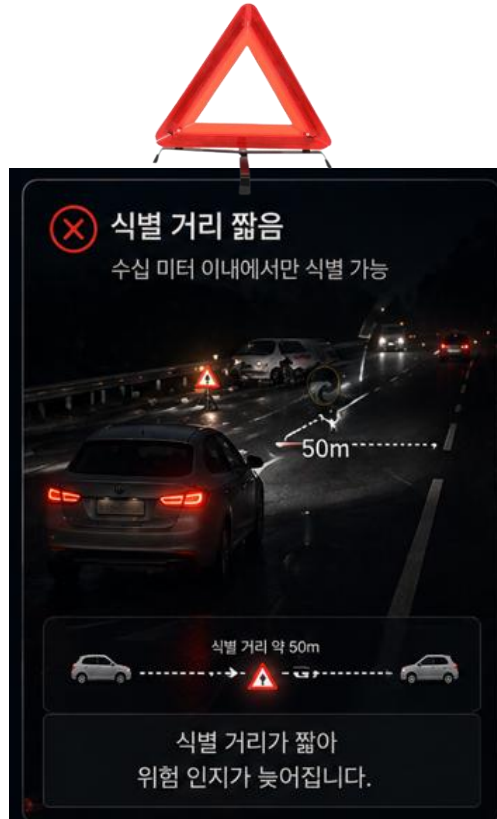 식별 거리 짧음
수십 미터 이내에서만 식별 가능
50m
식별 거리 약 50m
식별 거리가 짧아
위험 인지가 늦어집니다.